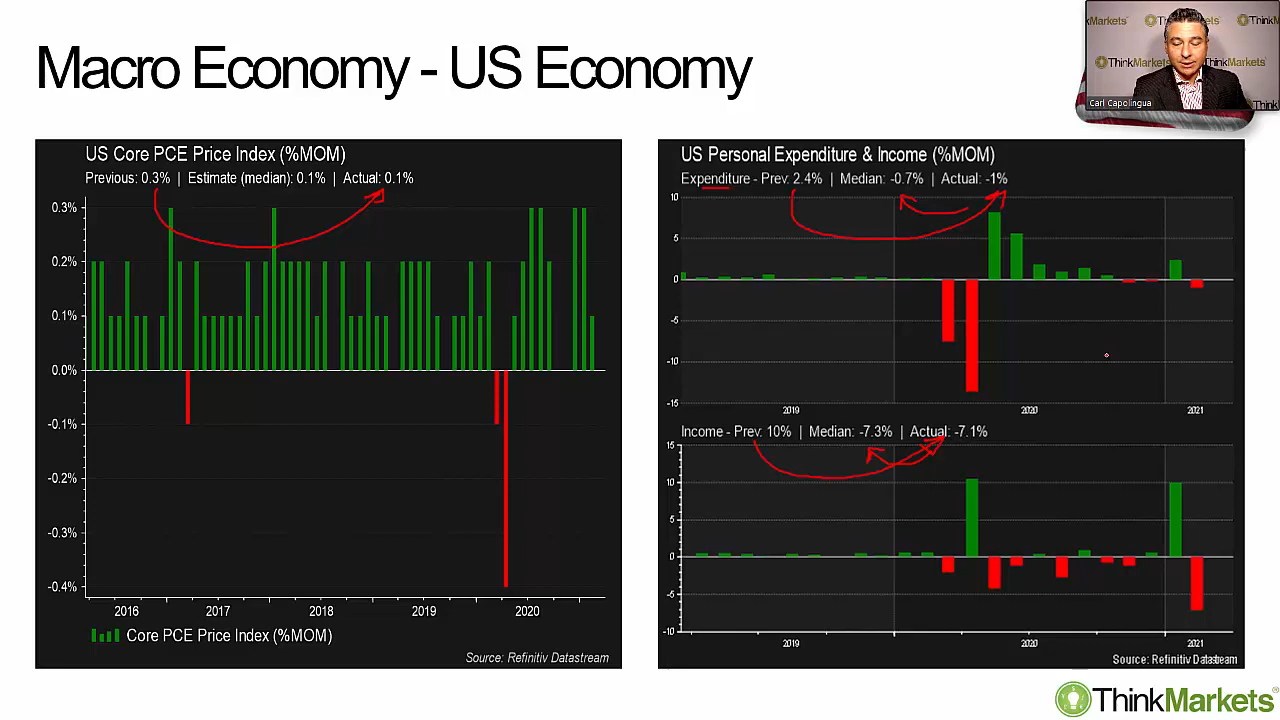 Macro Economy - US Economy
ThinkMarkets
ThinkMarkets
Carl Capolingua
US Core PCE Price Index (%MOM)
Previous: 0.3% | Estimate (median): 0.1% | Actual: 0.1%
0.3%
0.2%
0.1%
0.0%
-0.1%
-0.2%
-0.3%
-0.4%
2016 2017 2018 2019 2020
Core PCE Price Index (%MOM)
Source: Refinitiv Datastream
US Personal Expenditure & Income (%MOM)
Expenditure - Prev: 2.4% | Median: -0.7% | Actual: -1%
10
5
0
-5
-10
-15
2019 2020 2021
Income - Prev: 10% | Median: -7.3% | Actual: -7.1%
15
10
5
0
-5
-10
2019 2020 2021
Source: Refinitiv Datastream
ThinkMarkets®